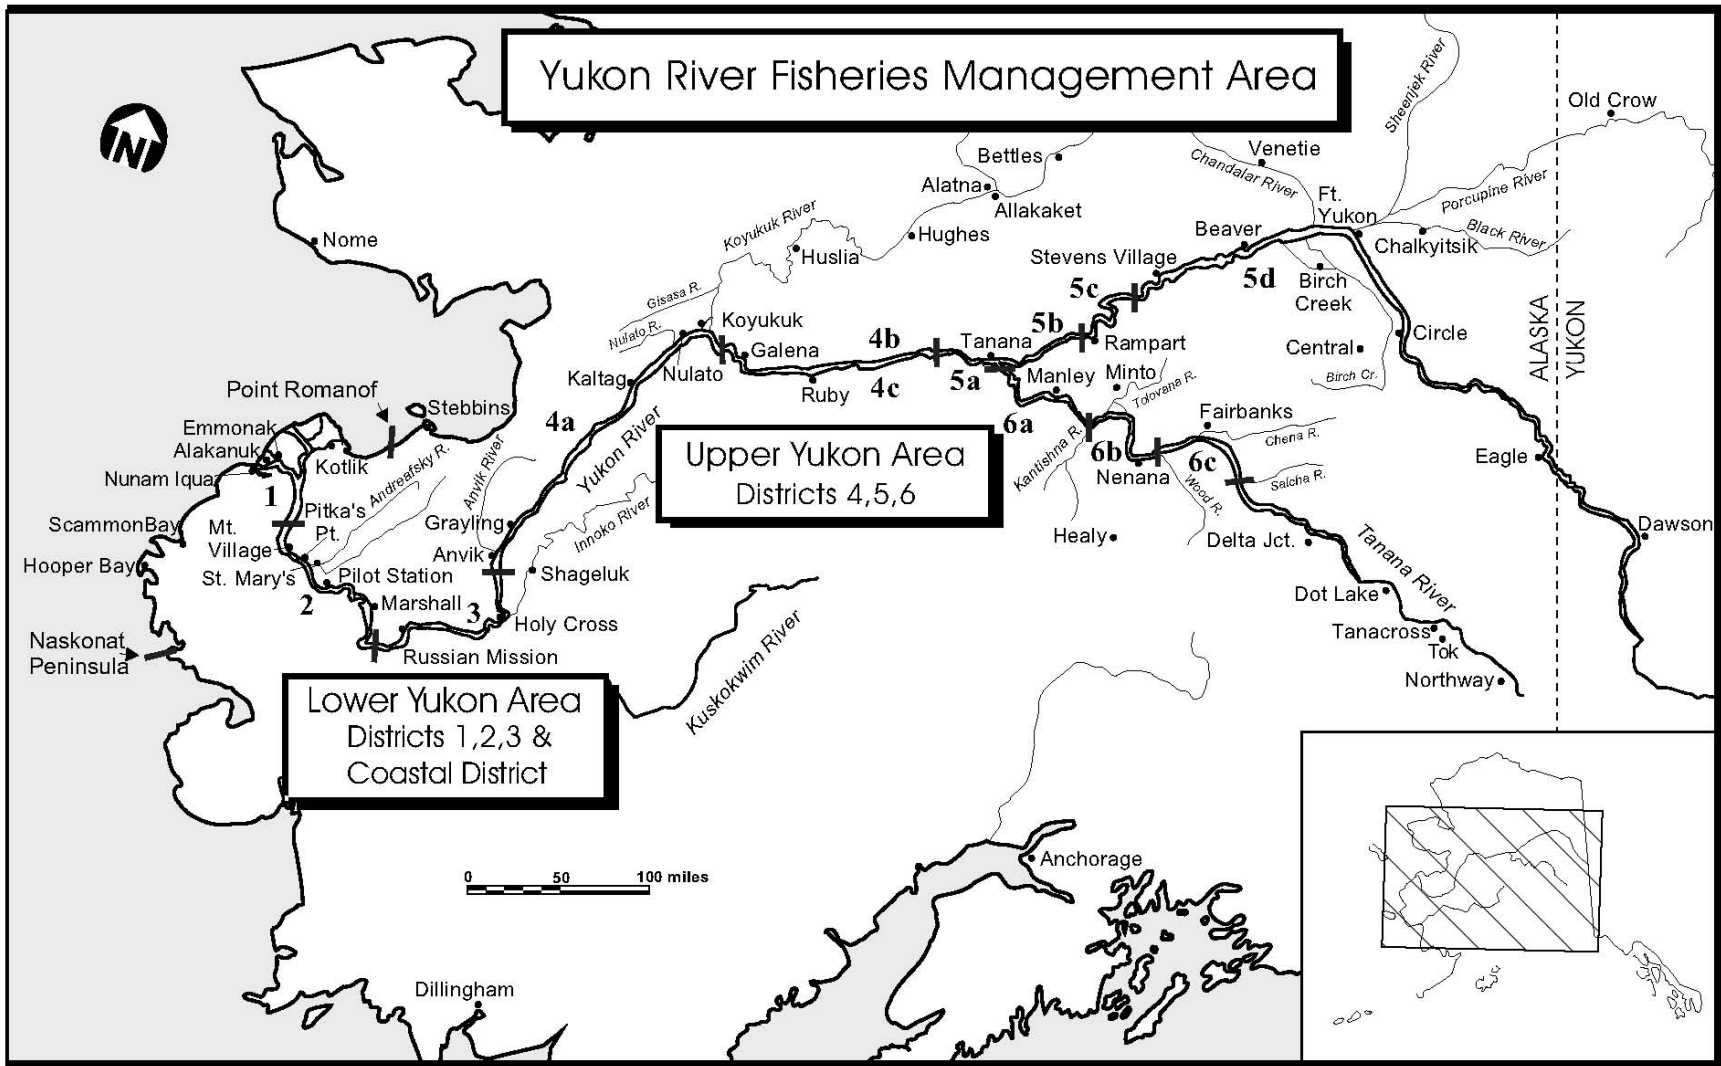 Yukon River Fisheries Management Area
N
Sheenjek River
Old Crow
Bettles
Venetie
Chandalar River
Alatna
Allakaket
Ft.
Yukon
Porcupine River
Koyukuk River
Hughes
Beaver
Chalkyitsik
Black River
Nome
Huslia
Stevens Village
5d
Birch
Creek
Gisasa R.
5c
ALASKA
YUKON
Nulato R.
Koyukuk
4b
Tanana
5b
Rampart
Circle
Galena
Central
Nulato
Kaltag
Ruby
4c
5a
Manley
Minto
Birch Cr.
Point Romanof
Tolovana R.
Stebbins
4a
6a
Fairbanks
Emmonak
Alakanuk
Yukon River
Chena R.
Kotlik
Andreafsky R.
Anvik River
Upper Yukon Area
Districts 4,5,6
Kantishna R.
6b
6c
Eagle
Nunam Iqua
1
Nenana
Wood R.
Salcha R.
Pitka's
Pt.
Scammon Bay
Mt.
Village
Grayling
Innoko River
Healy
Delta Jct.
Dawson
Anvik
Hooper Bay
St. Mary's
Pilot Station
Shageluk
Tanana River
2
Marshall
3
Holy Cross
Dot Lake
Naskonat
Peninsula
Russian Mission
Kuskokwim River
Tanacross
Tok
Northway
Lower Yukon Area
Districts 1,2,3 &
Coastal District
Anchorage
0 50 100 miles
Dillingham